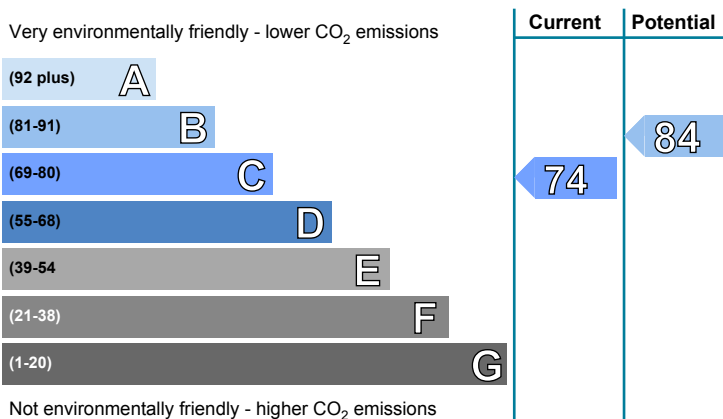 Current Potential
Very environmentally friendly - lower CO2 emissions
(92 plus) A
(81-91) B
84
(69-80) C
74
(55-68) D
(39-54 E
(21-38) F
(1-20) G
Not environmentally friendly - higher CO2 emissions